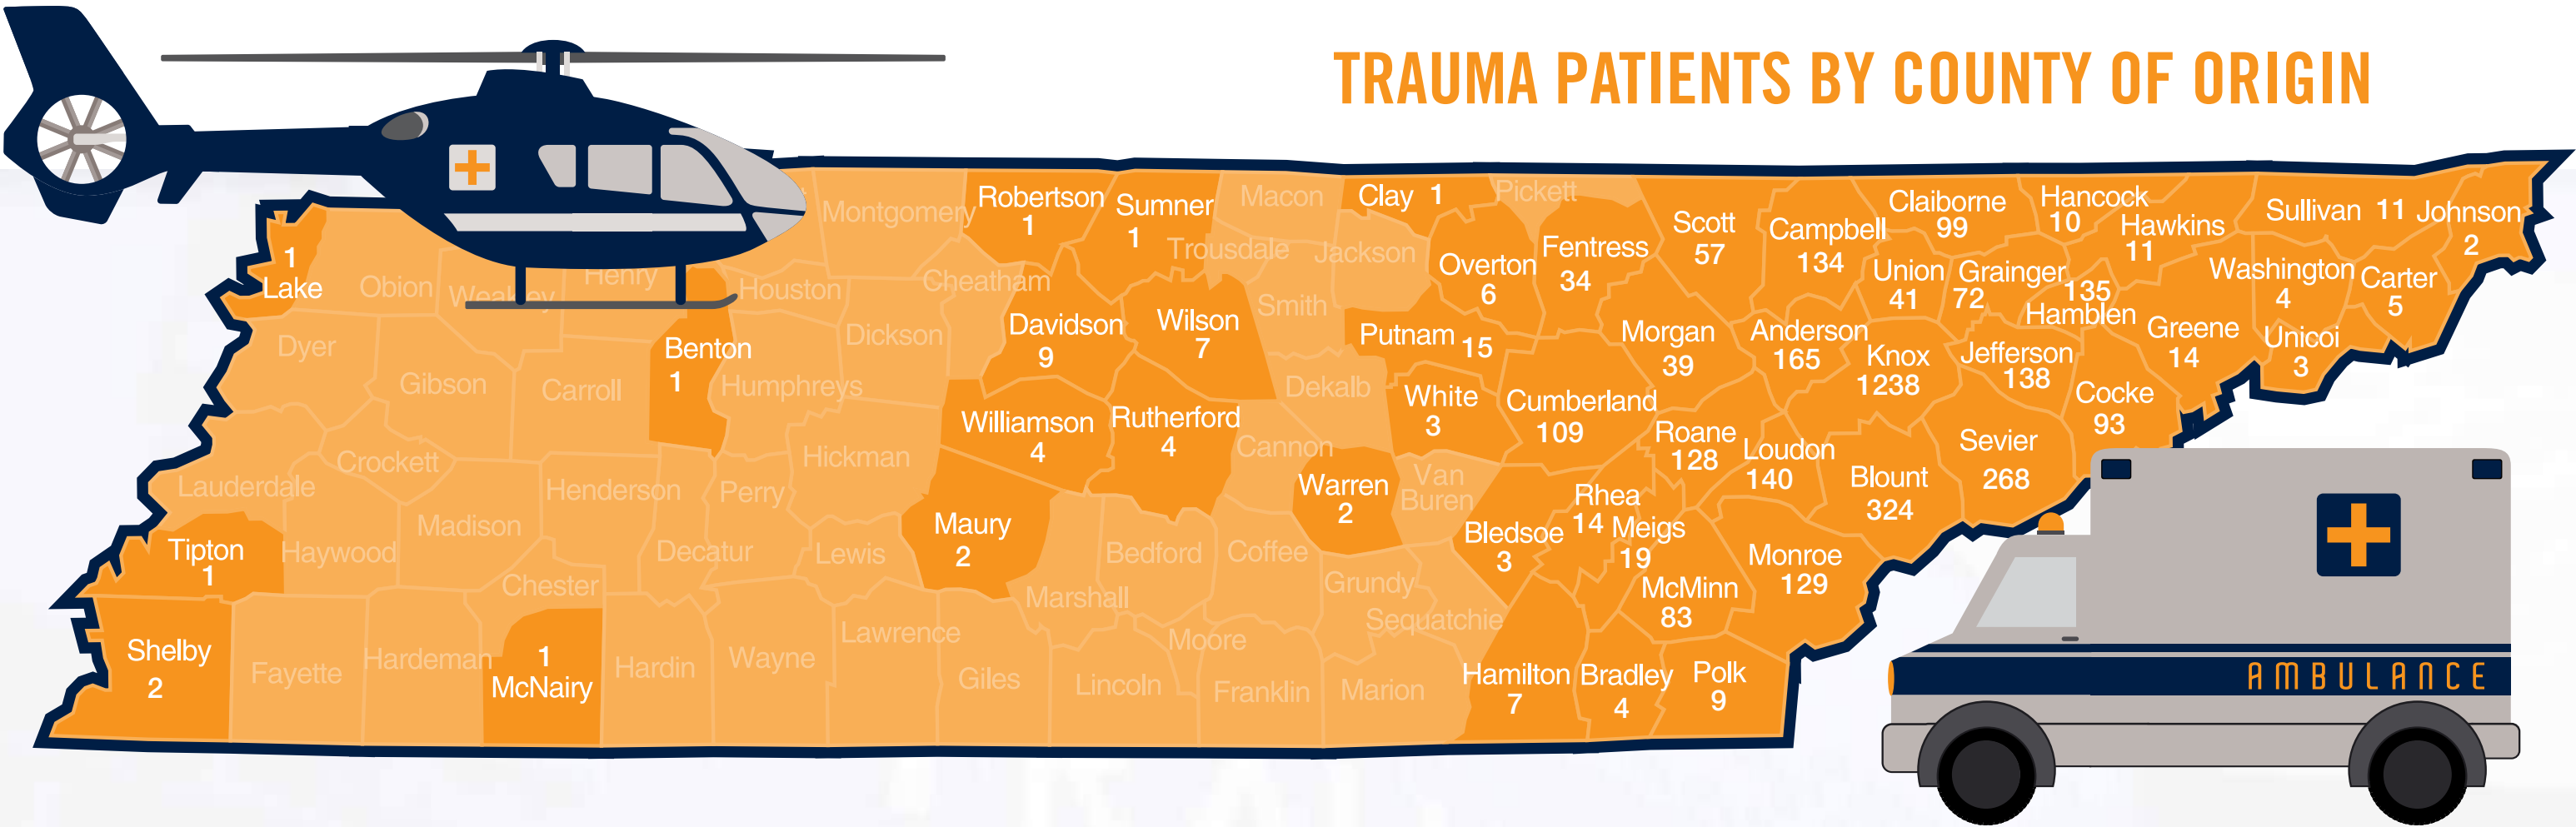 TRAUMA PATIENTS BY COUNTY OF ORIGIN
1
Lake
Obion
Henry
Montgomery
Robertson
1
Sumner
1
Macon
Clay 1
Pickett
Trousdale
Jackson
Overton
6
Fentress
34
Scott
57
Campbell
134
Claiborne
99
Hancock
10
Hawkins
11
Sullivan 11
Johnson
2
Union
41
Grainger
72
135
Hamblen
Washington
4
Carter
5
Unicoi
3
Greene
14
Dyer
Gibson
Carroll
Benton
1
Houston
Humphreys
Dickson
Cheatham
Davidson
9
Wilson
7
Smith
Dekalb
Putnam 15
White
3
Cumberland
109
Morgan
39
Anderson
165
Knox
1238
Jefferson
138
Cocke
93
Sevier
268
Blount
324
Loudon
140
Roane
128
Lauderdale
Crockett
Madison
Henderson
Perry
Hickman
Williamson
4
Rutherford
4
Cannon
Warren
2
Van
Buren
Bledsoe
3
Rhea
14
Meigs
19
McMinn
83
Monroe
129
Tipton
1
Haywood
Chester
Decatur
Lewis
Maury
2
Marshall
Bedford
Coffee
Grundy
Sequatchie
Shelby
2
Fayette
Hardeman
1
McNairy
Hardin
Wayne
Lawrence
Giles
Lincoln
Moore
Franklin
Marion
Hamilton
7
Bradley
4
Polk
9
AMBULANCE